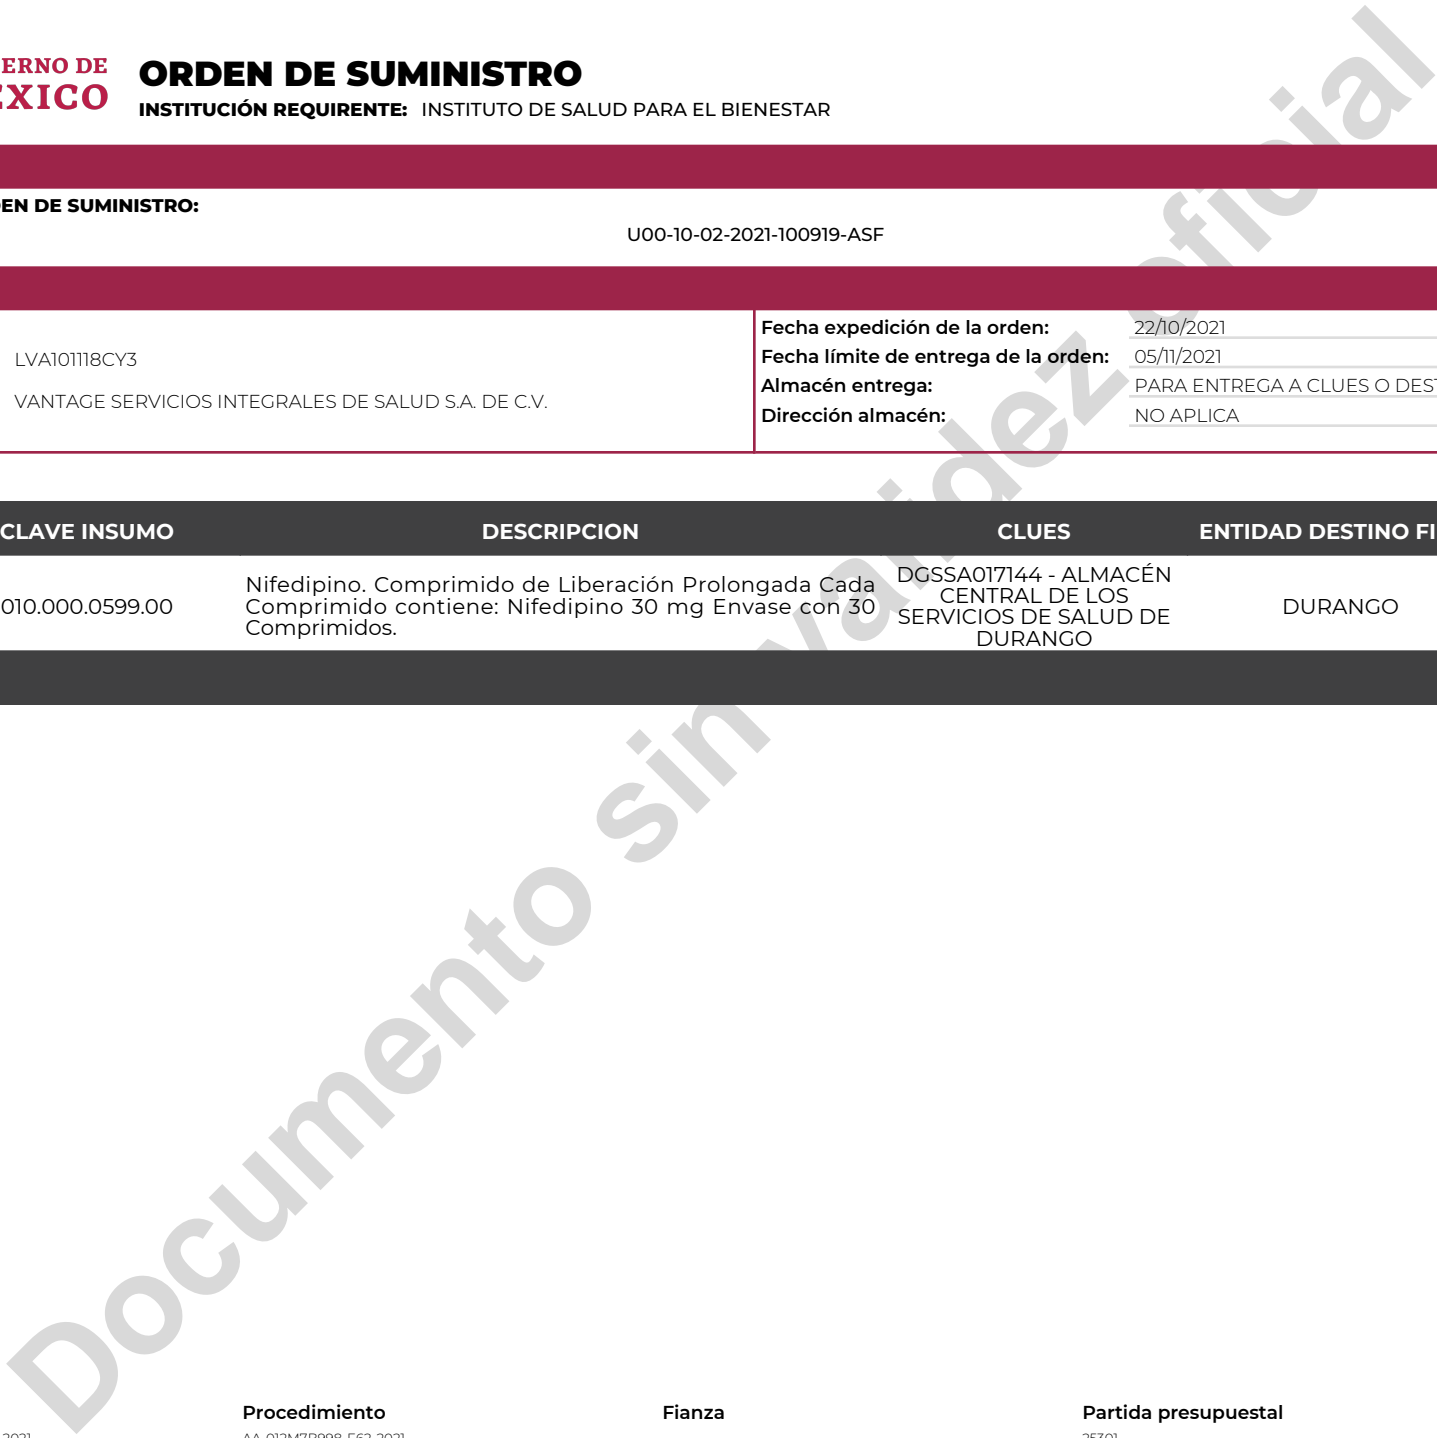 ERNO DE
EXICO
ORDEN DE SUMINISTRO
INSTITUCIÓN REQUIRENTE: INSTITUTO DE SALUD PARA EL BIENESTAR
EN DE SUMINISTRO:
U00-10-02-2021-100919-ASF
LVA101118CY3
VANTAGE SERVICIOS INTEGRALES DE SALUD S.A. DE C.V.
Fecha expedición de la orden: 22/10/2021
Fecha límite de entrega de la orden: 05/11/2021
Almacén entrega: PARA ENTREGA A CLUES O DEST
Dirección almacén: NO APLICA
CLAVE INSUMO DESCRIPCION CLUES ENTIDAD DESTINO FI
010.000.0599.00
Nifedipino. Comprimido de Liberación Prolongada Cada
Comprimido contiene: Nifedipino 30 mg Envase con 30
Comprimidos.
DGSSA017144 - ALMACÉN
CENTRAL DE LOS
SERVICIOS DE SALUD DE
DURANGO
DURANGO
Documento sin validez oficial
Procedimiento Fianza Partida presupuestal